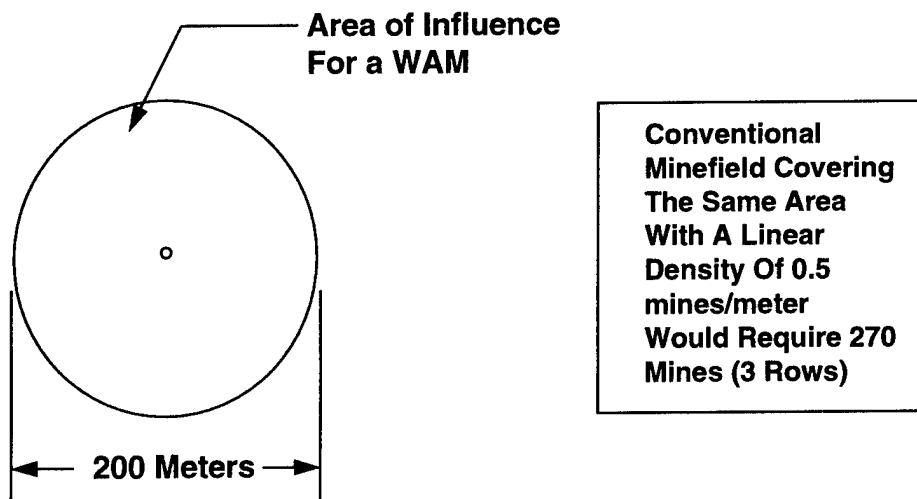 Area of Influence
For a WAM
200 Meters
Conventional
Minefield Covering
The Same Area
With A Linear
Density Of 0.5
mines/meter
Would Require 270
Mines (3 Rows)